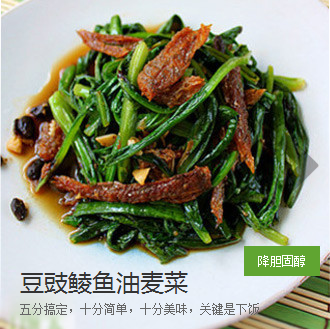 降胆固醇
豆豉鲮鱼油麦菜
五分搞定，十分简单，十分美味，关键是下饭